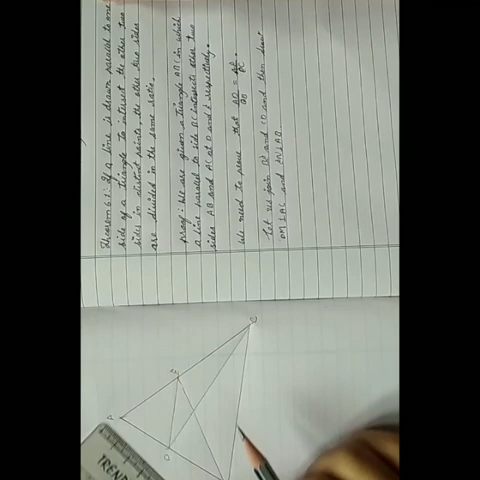 Theorem 6.1: If a line is drawn parallel to one
side of a triangle to intersect the other two
sides in distinct points, the other two sides
are divided in the same ratio.
proof: We are given a triangle ABC in which
a line parallel to side BC intersects other two
sides AB and AC at D and E respectively.
We need to prove that AD/DB = AE/EC.
Let us join BE and CD and then draw
DM ⊥ AC and EN ⊥ AB.
A
E
D
C
TREN